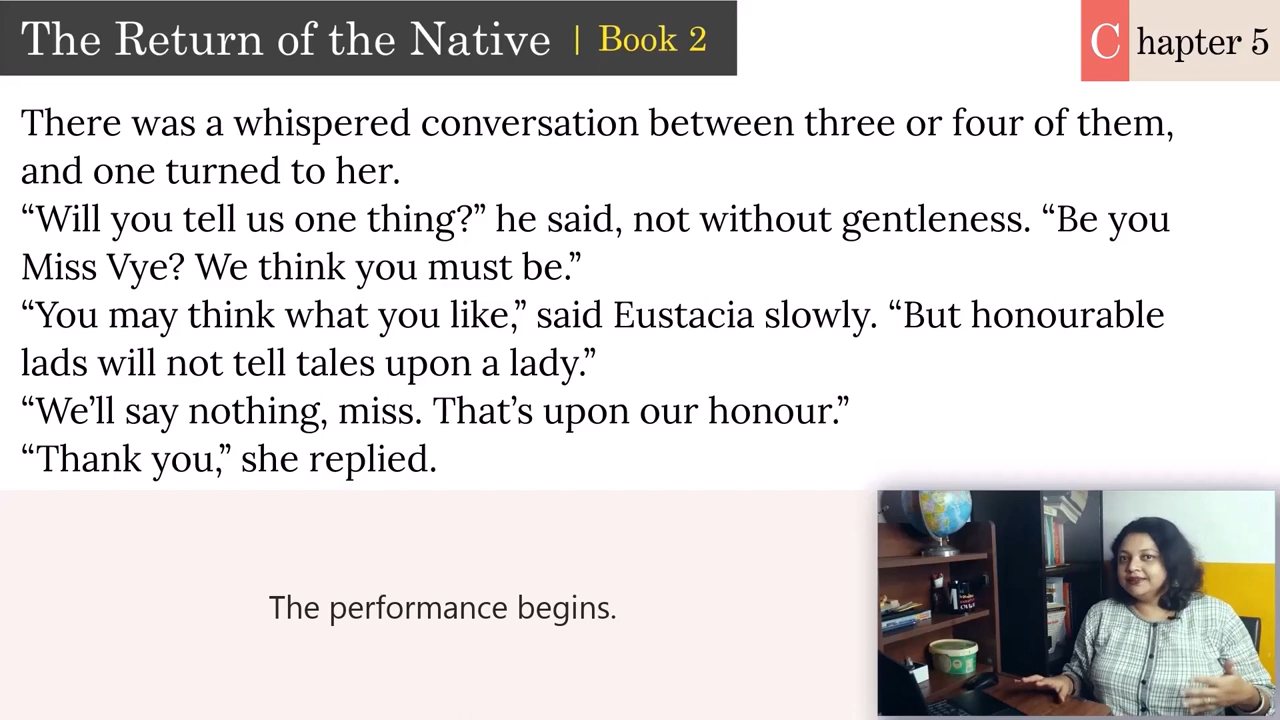 The Return of the Native | Book 2
Chapter 5
There was a whispered conversation between three or four of them,
and one turned to her.
“Will you tell us one thing?” he said, not without gentleness. “Be you
Miss Vye? We think you must be.”
“You may think what you like,” said Eustacia slowly. “But honourable
lads will not tell tales upon a lady.”
“We’ll say nothing, miss. That’s upon our honour.”
“Thank you,” she replied.
The performance begins.